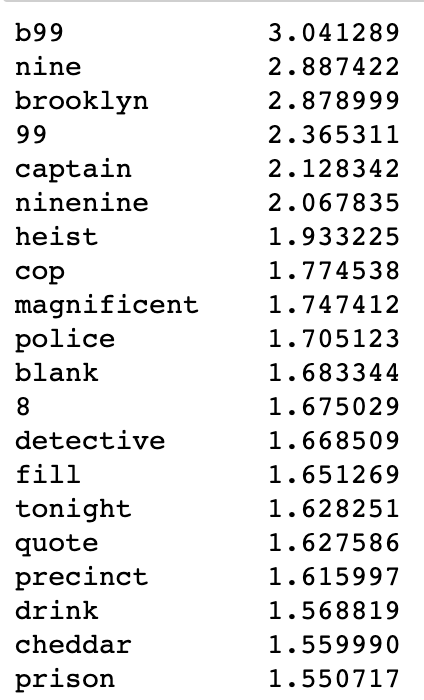 b99 3.041289
nine 2.887422
brooklyn 2.878999
99 2.365311
captain 2.128342
ninenine 2.067835
heist 1.933225
cop 1.774538
magnificent 1.747412
police 1.705123
blank 1.683344
8 1.675029
detective 1.668509
fill 1.651269
tonight 1.628251
quote 1.627586
precinct 1.615997
drink 1.568819
cheddar 1.559990
prison 1.550717